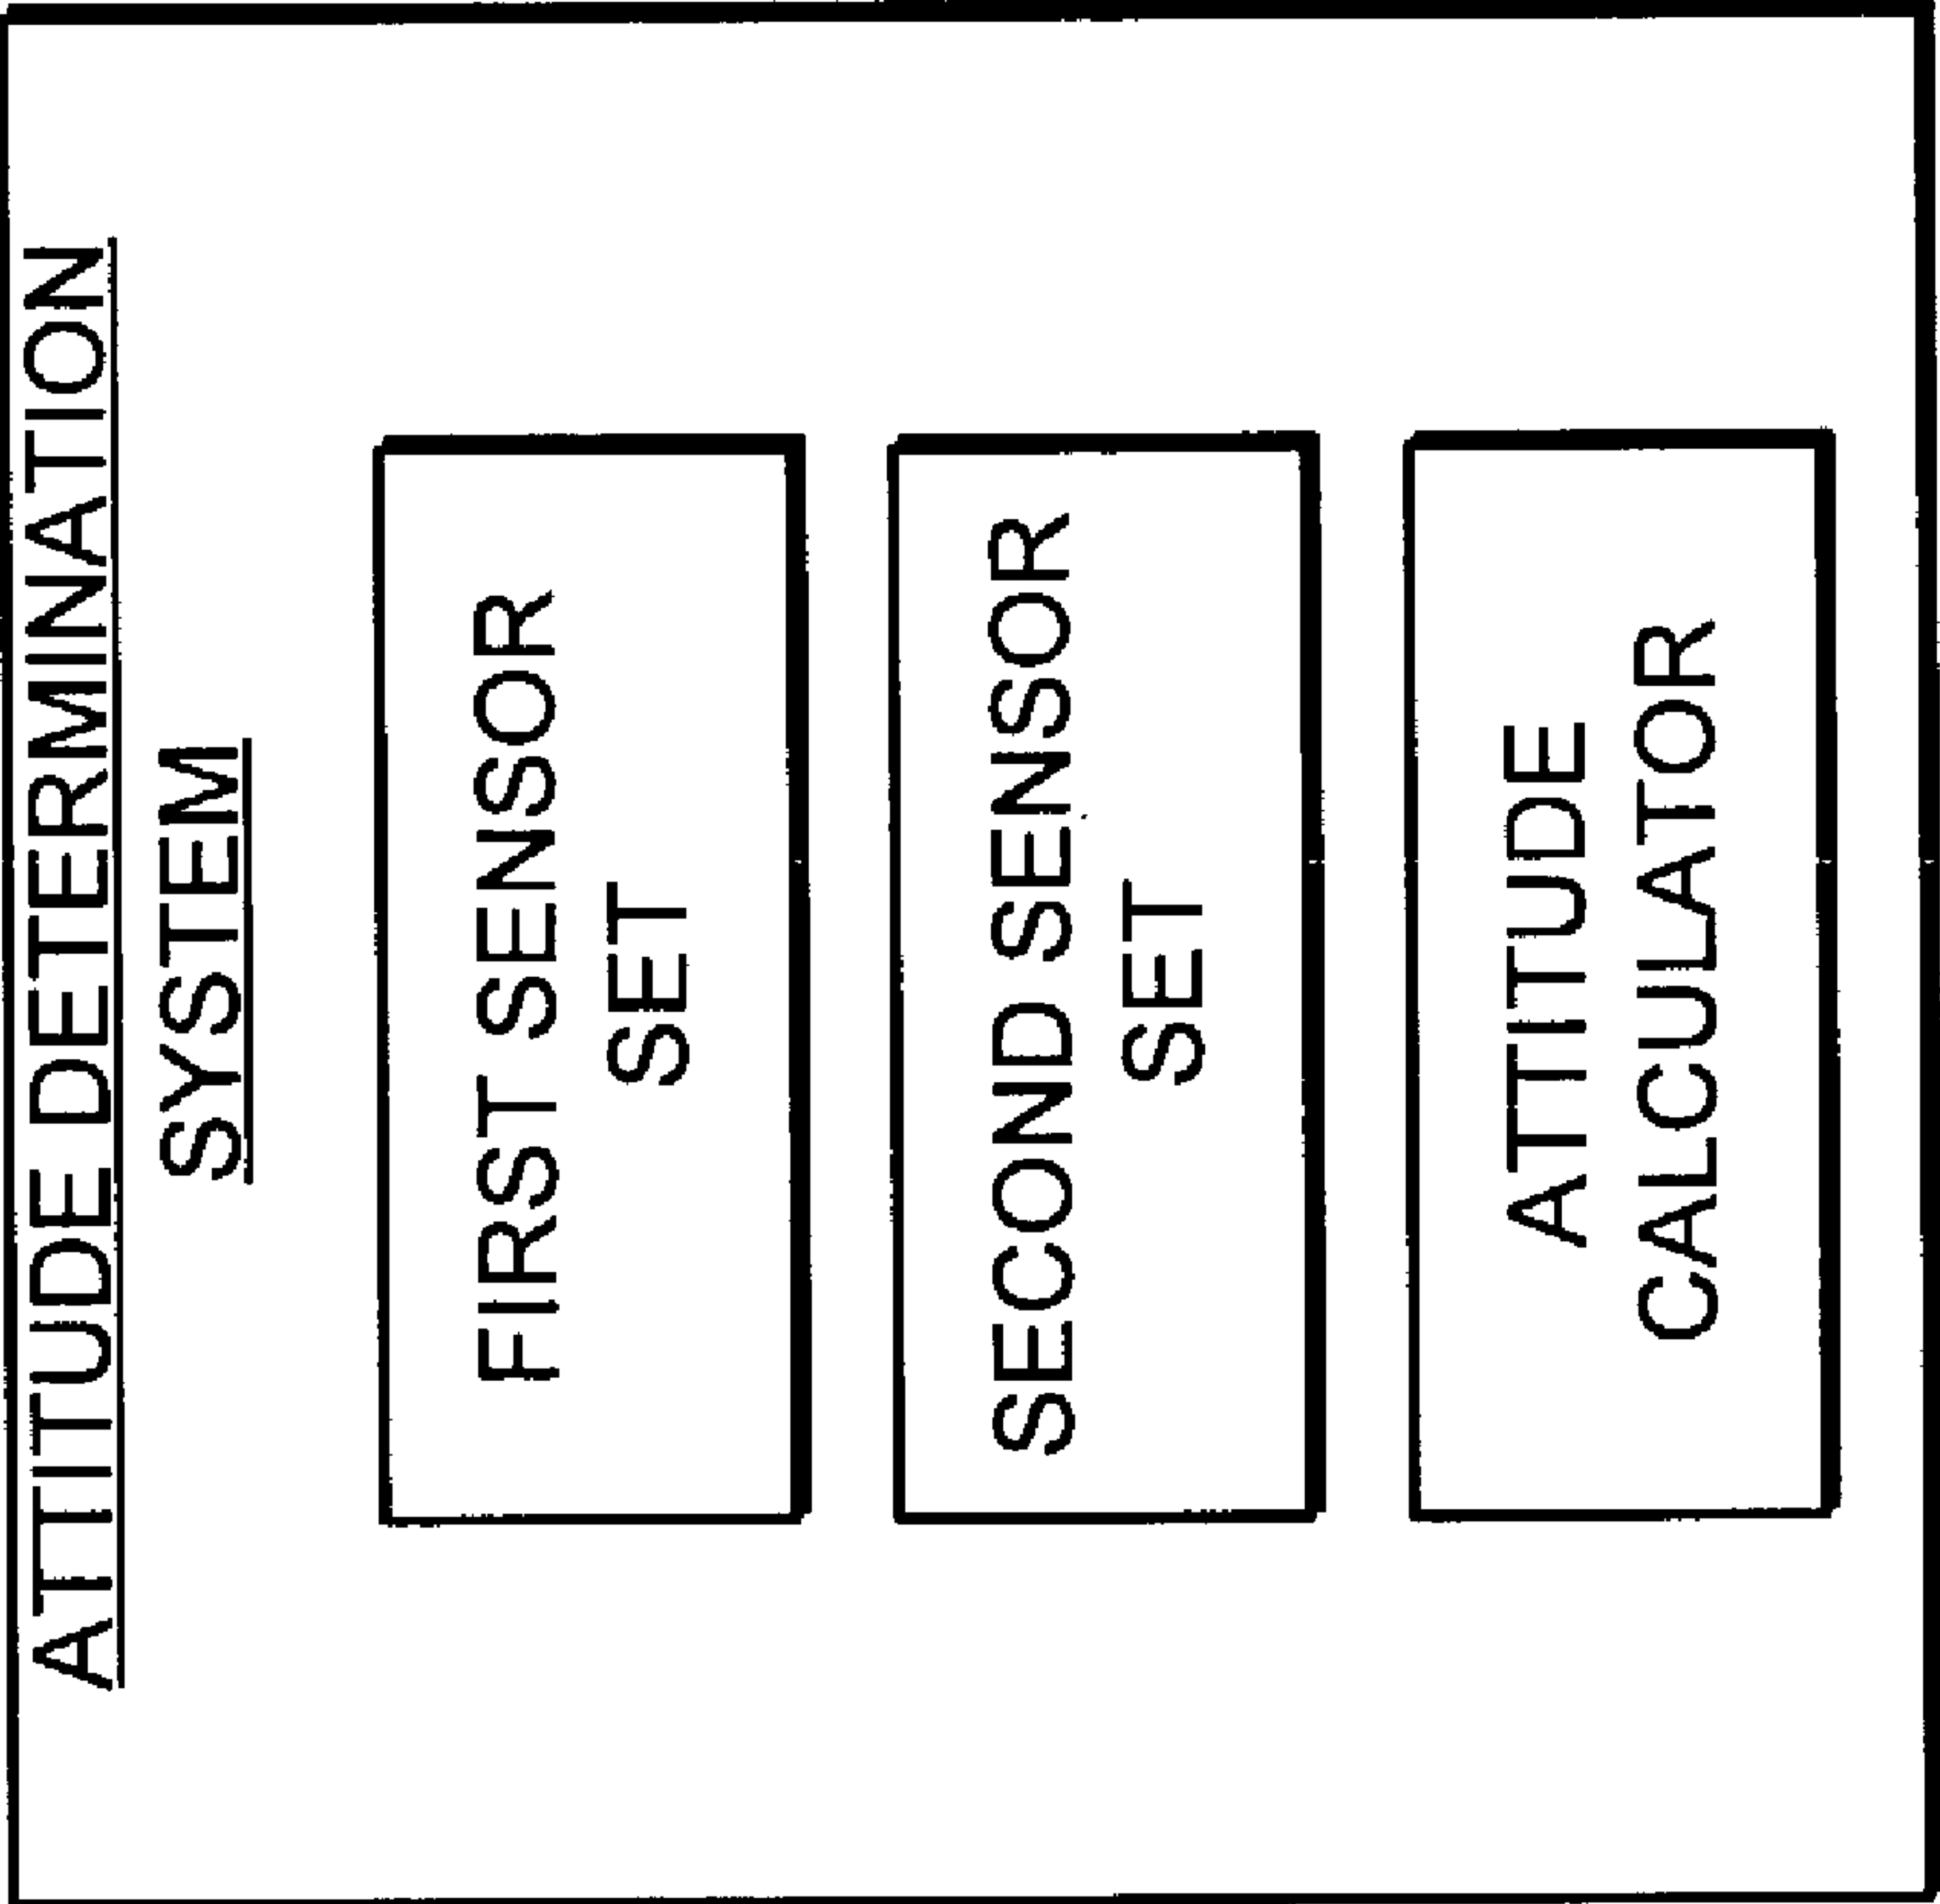 ATTITUDE DETERMINATION
SYSTEM
FIRST SENSOR
SET
SECOND SENSOR
SET
ATTITUDE
CALCULATOR